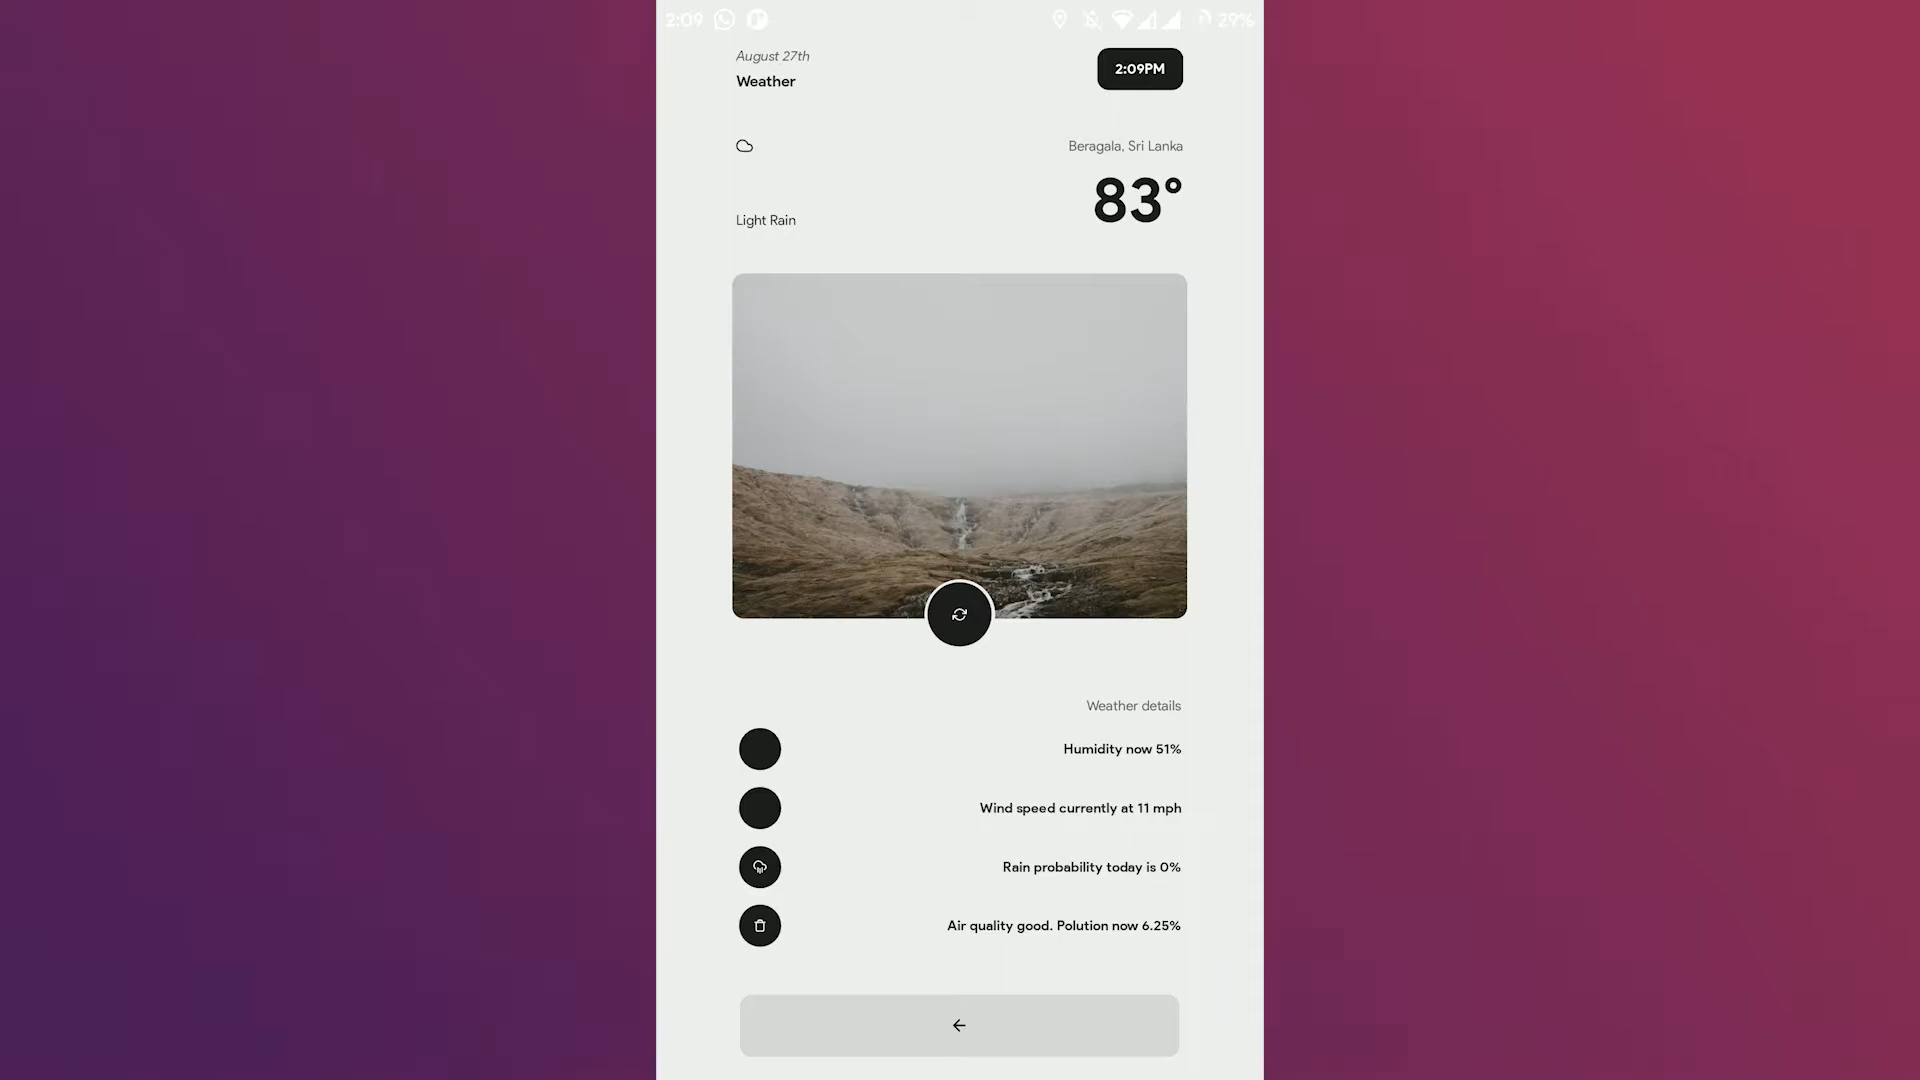 2:09
29%
August 27th
Weather
2:09PM
Beragala, Sri Lanka
83°
Light Rain
Weather details
Humidity now 51%
Wind speed currently at 11 mph
Rain probability today is 0%
Air quality good. Polution now 6.25%